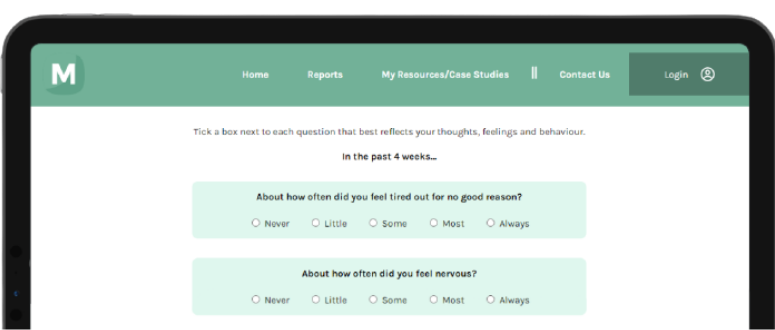 M
Home Reports My Resources/Case Studies || Contact Us Login
Tick a box next to each question that best reflects your thoughts, feelings and behaviour.
In the past 4 weeks...
About how often did you feel tired out for no good reason?
Never Little Some Most Always
About how often did you feel nervous?
Never Little Some Most Always